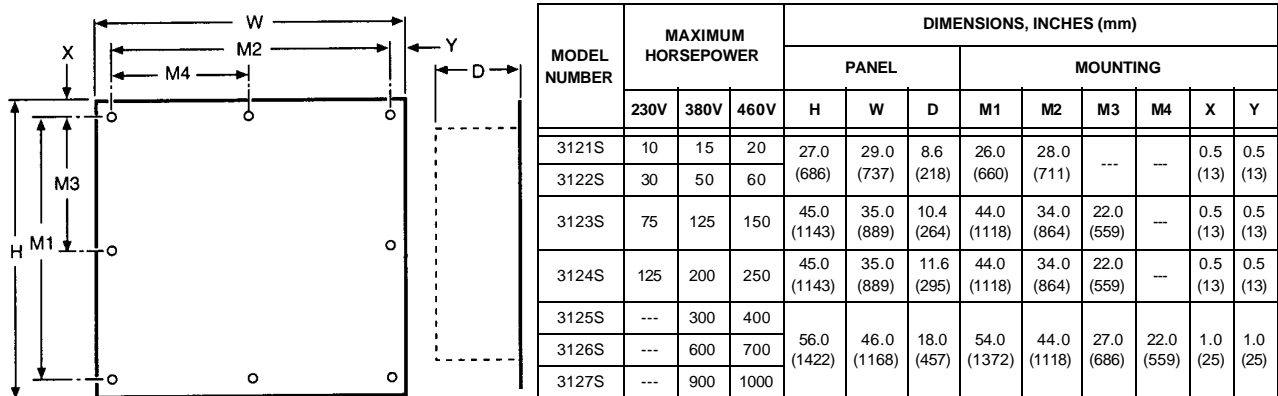 W
M2
Y
X
M4
D
M3
M1
H
MODEL NUMBER | MAXIMUM HORSEPOWER | DIMENSIONS, INCHES (mm)
PANEL | MOUNTING
230V | 380V | 460V | H | W | D | M1 | M2 | M3 | M4 | X | Y
3121S | 10 | 15 | 20 | 27.0 (686) | 29.0 (737) | 8.6 (218) | 26.0 (660) | 28.0 (711) | --- | --- | 0.5 (13) | 0.5 (13)
3122S | 30 | 50 | 60
3123S | 75 | 125 | 150 | 45.0 (1143) | 35.0 (889) | 10.4 (264) | 44.0 (1118) | 34.0 (864) | 22.0 (559) | --- | 0.5 (13) | 0.5 (13)
3124S | 125 | 200 | 250 | 45.0 (1143) | 35.0 (889) | 11.6 (295) | 44.0 (1118) | 34.0 (864) | 22.0 (559) | --- | 0.5 (13) | 0.5 (13)
3125S | --- | 300 | 400 | 56.0 (1422) | 46.0 (1168) | 18.0 (457) | 54.0 (1372) | 44.0 (1118) | 27.0 (686) | 22.0 (559) | 1.0 (25) | 1.0 (25)
3126S | --- | 600 | 700
3127S | --- | 900 | 1000